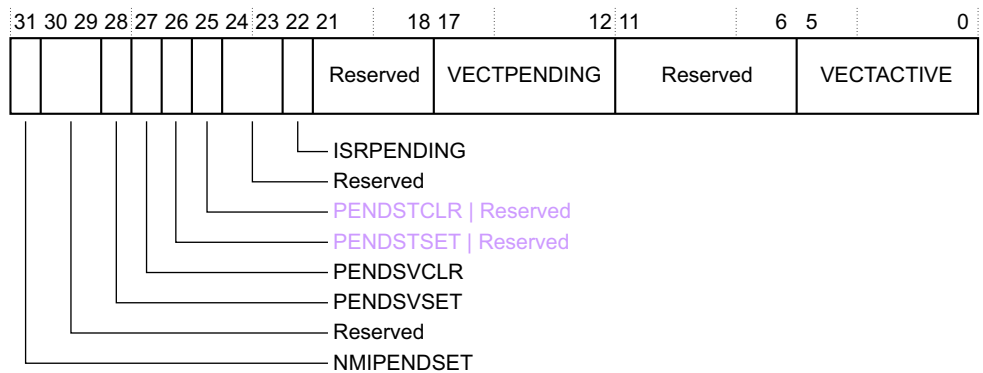 31 30 29 28 27 26 25 24 23 22 21 18 17 12 11 6 5 0
Reserved VECTPENDING Reserved VECTACTIVE
ISRPENDING
Reserved
PENDSTCLR | Reserved
PENDSTSET | Reserved
PENDSVCLR
PENDSVSET
Reserved
NMIPENDSET